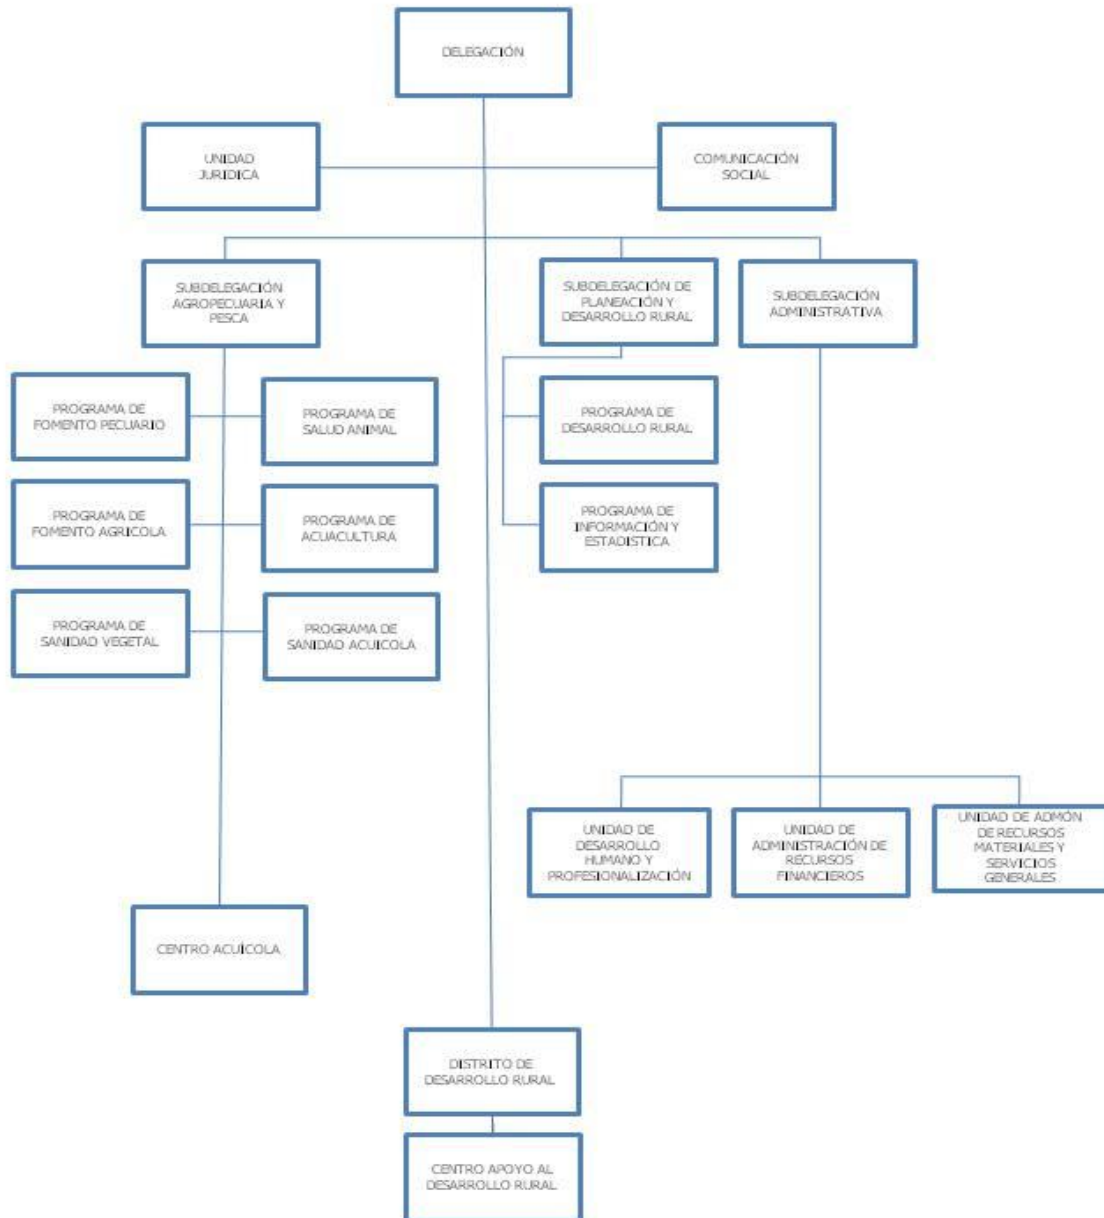 DELEGACIÓN
UNIDAD
JURIDICA
COMUNICACIÓN
SOCIAL
SUBDELEGACIÓN
AGROPECUARIA Y
PESCA
SUBDELEGACIÓN DE
PLANEACIÓN Y
DESARROLLO RURAL
SUBDELEGACIÓN
ADMINISTRATIVA
PROGRAMA DE
FOMENTO PECUARIO
PROGRAMA DE
SALUD ANIMAL
PROGRAMA DE
DESARROLLO RURAL
PROGRAMA DE
FOMENTO AGRICOLA
PROGRAMA DE
ACUACULTURA
PROGRAMA DE
INFORMACIÓN Y
ESTADISTICA
PROGRAMA DE
SANIDAD VEGETAL
PROGRAMA DE
SANIDAD ACUICOLA
UNIDAD DE
DESARROLLO
HUMANO Y
PROFESIONALIZACIÓN
UNIDAD DE
ADMINISTRACIÓN DE
RECURSOS
FINANCIEROS
UNIDAD DE ADMÓN
DE RECURSOS
MATERIALES Y
SERVICIOS
GENERALES
CENTRO ACUÍCOLA
DISTRITO DE
DESARROLLO RURAL
CENTRO APOYO AL
DESARROLLO RURAL